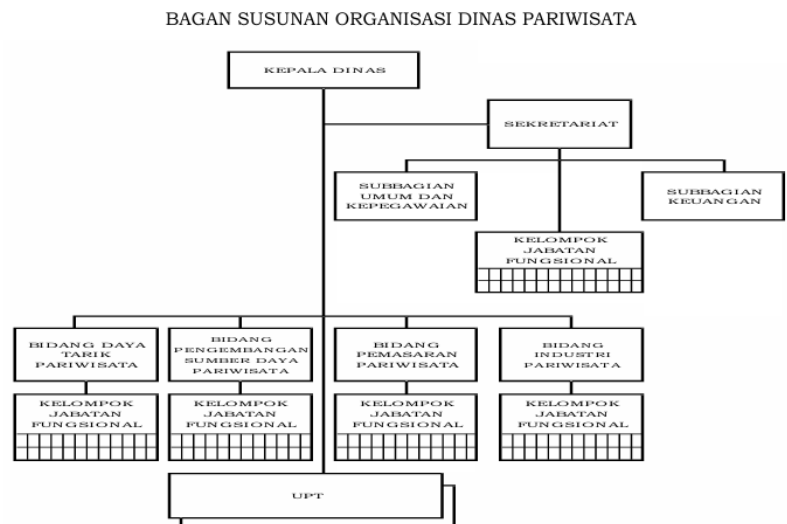 BAGAN SUSUNAN ORGANISASI DINAS PARIWISATA
KEPALA DINAS
SEKRETARIAT
SUBBAGIAN
UMUM DAN
KEPEGAWAIAN
SUBBAGIAN
KEUANGAN
KELOMPOK
JABATAN
FUNGSIONAL
BIDANG DAYA
TARIK
PARIWISATA
BIDANG
PENGEMBANGAN
SUMBER DAYA
PARIWISATA
BIDANG
PEMASARAN
PARIWISATA
BIDANG
INDUSTRI
PARIWISATA
KELOMPOK
JABATAN
FUNGSIONAL
KELOMPOK
JABATAN
FUNGSIONAL
KELOMPOK
JABATAN
FUNGSIONAL
KELOMPOK
JABATAN
FUNGSIONAL
UPT